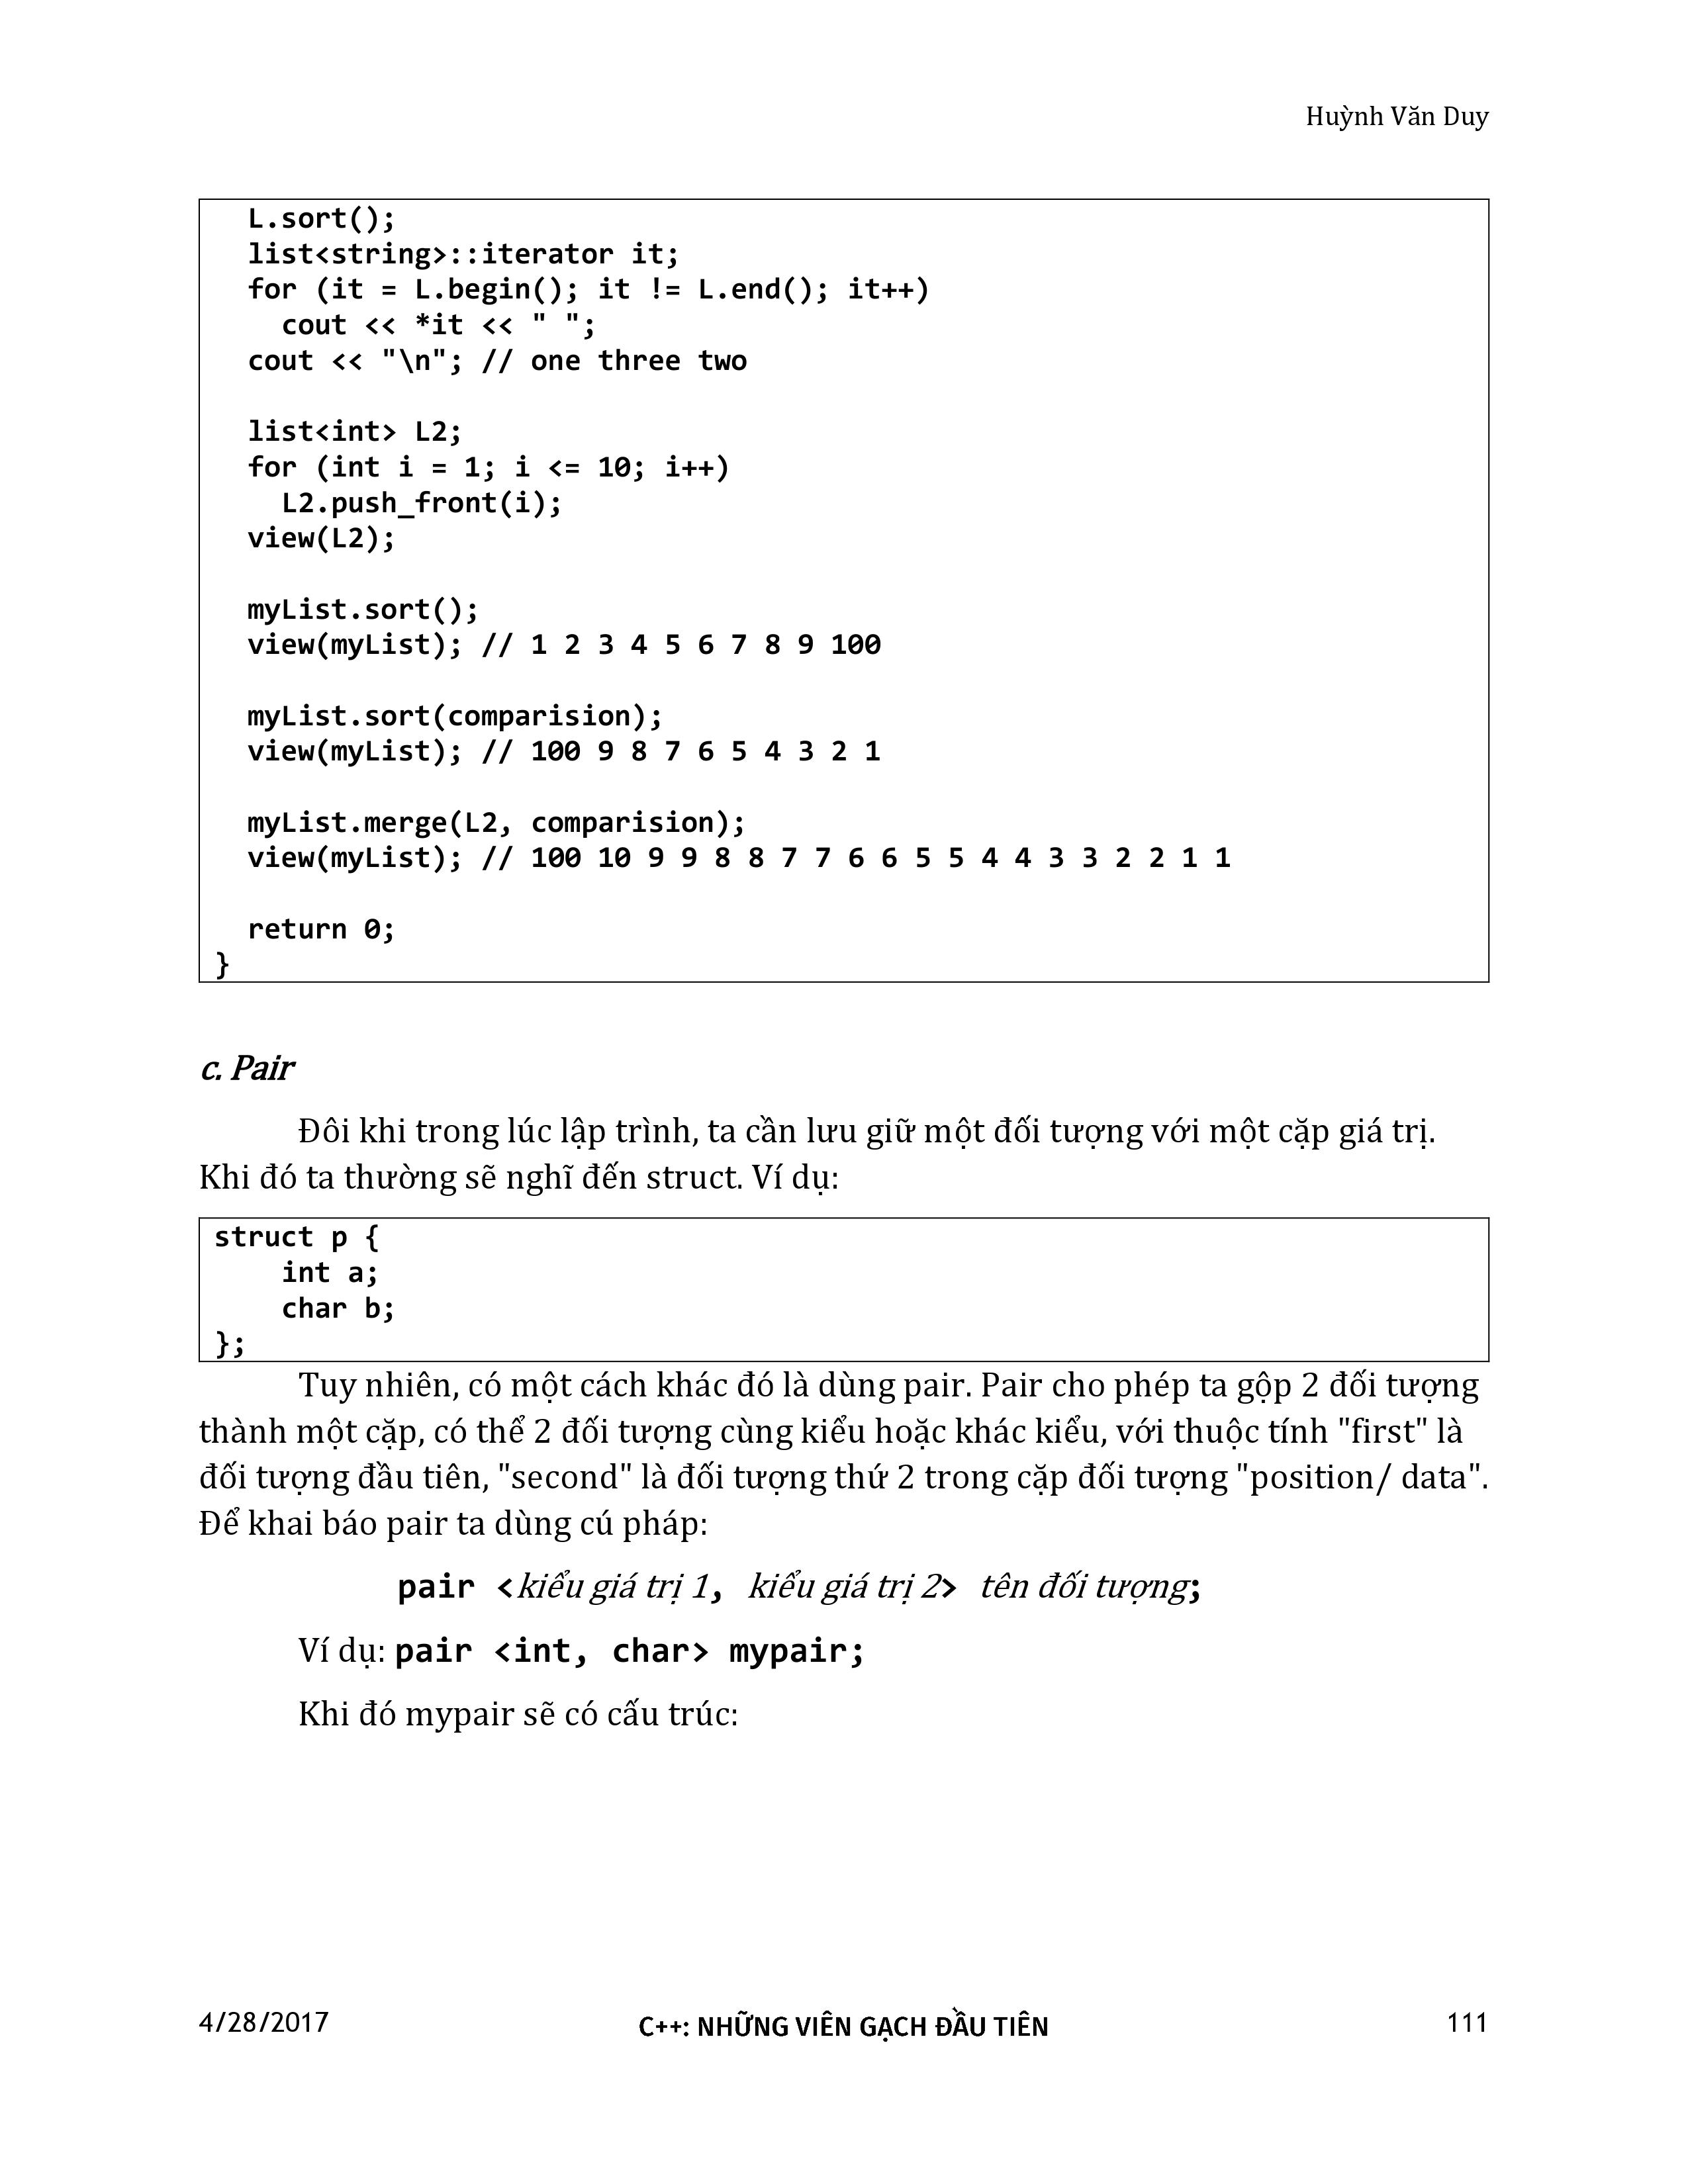 Huỳnh Văn Duy
L.sort();
list<string>::iterator it;
for (it = L.begin(); it != L.end(); it++)
cout << *it << " ";
cout << "\n"; // one three two
list<int> L2;
for (int i = 1; i <= 10; i++)
L2.push_front(i);
view(L2);
myList.sort();
view(myList); // 1 2 3 4 5 6 7 8 9 100
myList.sort(comparision);
view(myList); // 100 9 8 7 6 5 4 3 2 1
myList.merge(L2, comparision);
view(myList); // 100 10 9 9 8 8 7 7 6 6 5 5 4 4 3 3 2 2 1 1
return 0;
}
c. Pair
Đôi khi trong lúc lập trình, ta cần lưu giữ một đối tượng với một cặp giá trị.
Khi đó ta thường sẽ nghĩ đến struct. Ví dụ:
struct p {
int a;
char b;
};
Tuy nhiên, có một cách khác đó là dùng pair. Pair cho phép ta gộp 2 đối tượng
thành một cặp, có thể 2 đối tượng cùng kiểu hoặc khác kiểu, với thuộc tính "first" là
đối tượng đầu tiên, "second" là đối tượng thứ 2 trong cặp đối tượng "position/ data".
Để khai báo pair ta dùng cú pháp:
pair <kiểu giá trị 1, kiểu giá trị 2> tên đối tượng;
Ví dụ: pair <int, char> mypair;
Khi đó mypair sẽ có cấu trúc:
4/28/2017 C++: NHỮNG VIÊN GẠCH ĐẦU TIÊN 111